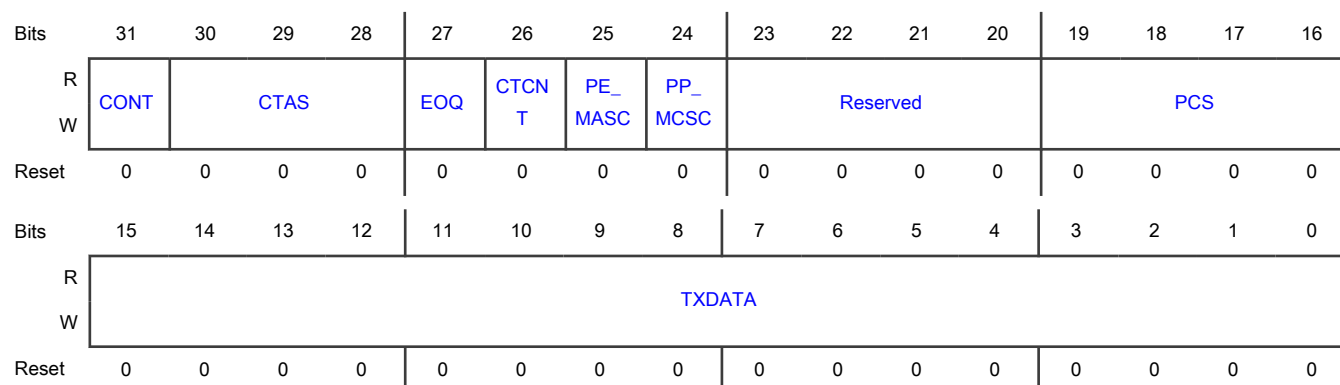 Bits 31 30 29 28 27 26 25 24 23 22 21 20 19 18 17 16
R
W
CONT CTAS EOQ CTCN
T PE_
MASC PP_
MCSC Reserved PCS
Reset 0 0 0 0 0 0 0 0 0 0 0 0 0 0 0 0
Bits 15 14 13 12 11 10 9 8 7 6 5 4 3 2 1 0
R
W
TXDATA
Reset 0 0 0 0 0 0 0 0 0 0 0 0 0 0 0 0